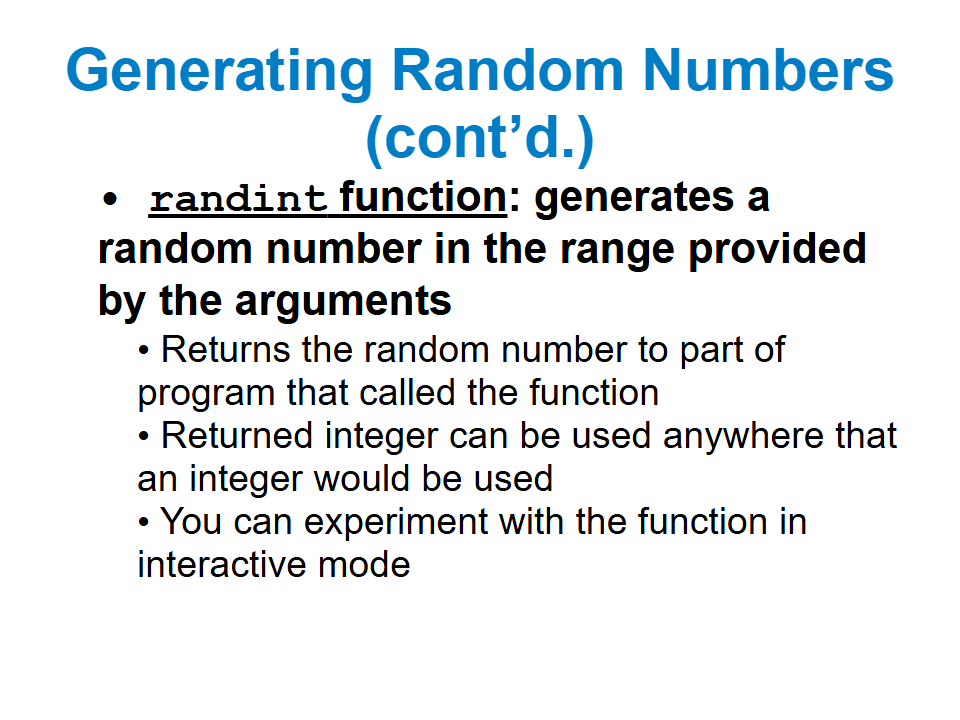 Generating Random Numbers
(cont’d.)
• randint function: generates a
random number in the range provided
by the arguments
• Returns the random number to part of
program that called the function
• Returned integer can be used anywhere that
an integer would be used
• You can experiment with the function in
interactive mode